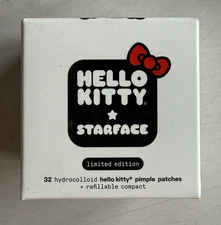 HELLO
KITTY®
STARFACE
limited edition
32 hydrocolloid hello kitty® pimple patches
+ refillable compact